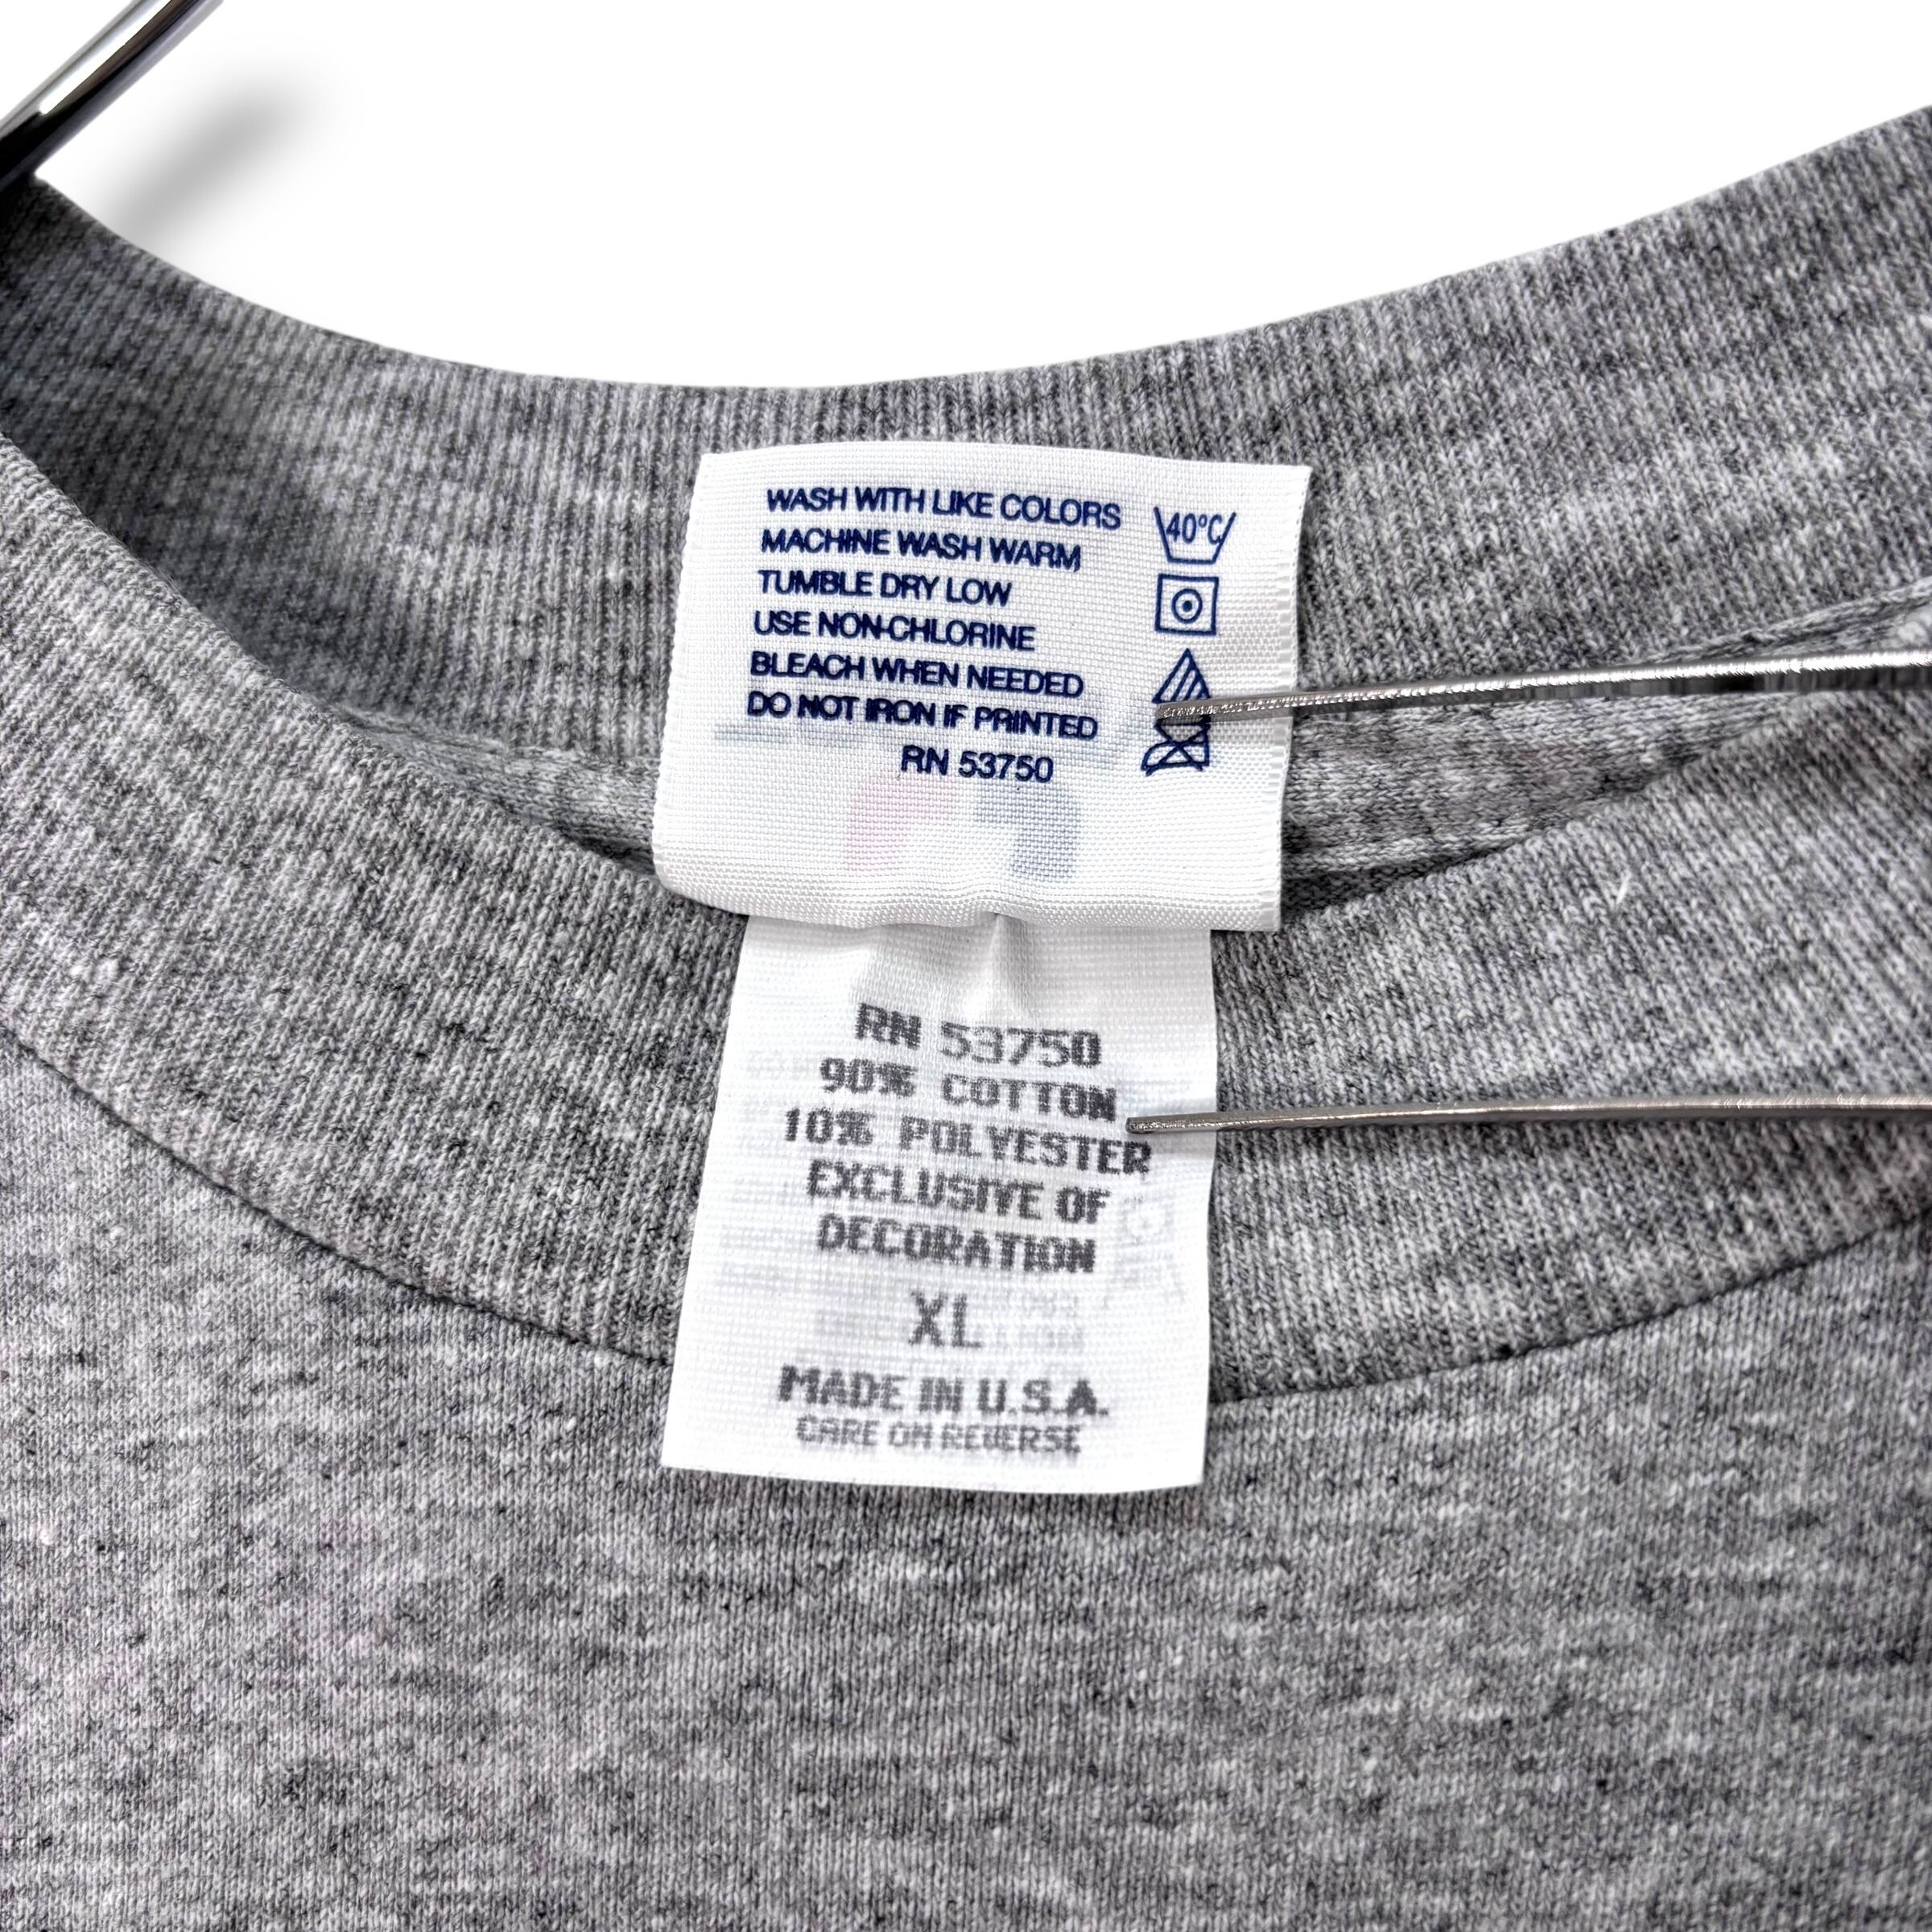 WASH WITH LIKE COLORS
MACHINE WASH WARM
TUMBLE DRY LOW
USE NON-CHLORINE
BLEACH WHEN NEEDED
DO NOT IRON IF PRINTED
RN 53750
40°C
RN 53750
90% COTTON
10% POLYESTER
EXCLUSIVE OF
DECORATION
XL
MADE IN U.S.A.
CARE ON REVERSE